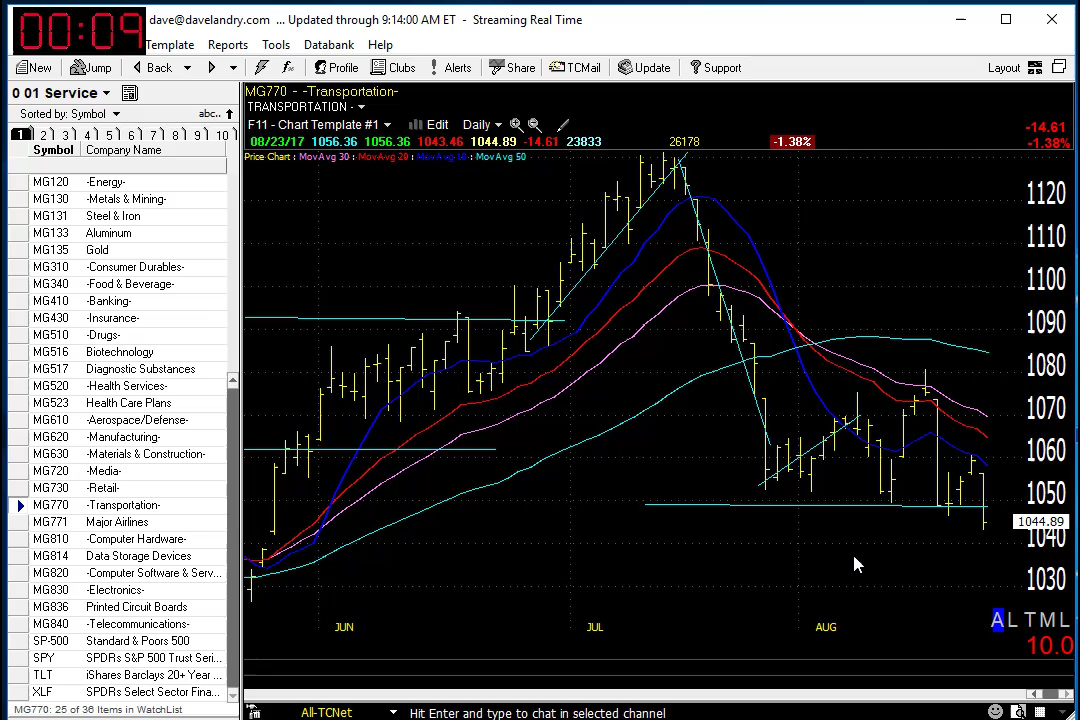 00:09
dave@davelandry.com ... Updated through 9:14:00 AM ET - Streaming Real Time
Template Reports Tools Databank Help
New Jump Back Profile Clubs Alerts Share TCMail Update Support Layout
0 01 Service
Sorted by: Symbol abc..
1 2 3 4 5 6 7 8 9 10
Symbol Company Name
MG120 -Energy-
MG130 -Metals & Mining-
MG131 Steel & Iron
MG133 Aluminum
MG135 Gold
MG310 -Consumer Durables-
MG340 -Food & Beverage-
MG410 -Banking-
MG430 -Insurance-
MG510 -Drugs-
MG516 Biotechnology
MG517 Diagnostic Substances
MG520 -Health Services-
MG523 Health Care Plans
MG610 -Aerospace/Defense-
MG620 -Manufacturing-
MG630 -Materials & Construction-
MG720 -Media-
MG730 -Retail-
MG770 -Transportation-
MG771 Major Airlines
MG810 -Computer Hardware-
MG814 Data Storage Devices
MG820 -Computer Software & Serv...
MG830 -Electronics-
MG836 Printed Circuit Boards
MG840 -Telecommunications-
SP-500 Standard & Poors 500
SPY SPDRs S&P 500 Trust Seri...
TLT iShares Barclays 20+ Year ...
XLF SPDRs Select Sector Fina...
MG770: 25 of 36 Items in WatchList
MG770 - -Transportation-
TRANSPORTATION -
F11 - Chart Template #1 Edit Daily
-14.61
08/23/17 1056.36 1056.36 1043.46 1044.89 -14.61 23833 26178 -1.38%
-1.38%
Price Chart : MovAvg 30 : MovAvg 20 : MovAvg 10 : MovAvg 50
1120
1110
1100
1090
1080
1070
1060
1050
1044.89
1040
1030
A L T M L
JUN JUL AUG
10.0
All-TCNet Hit Enter and type to chat in selected channel